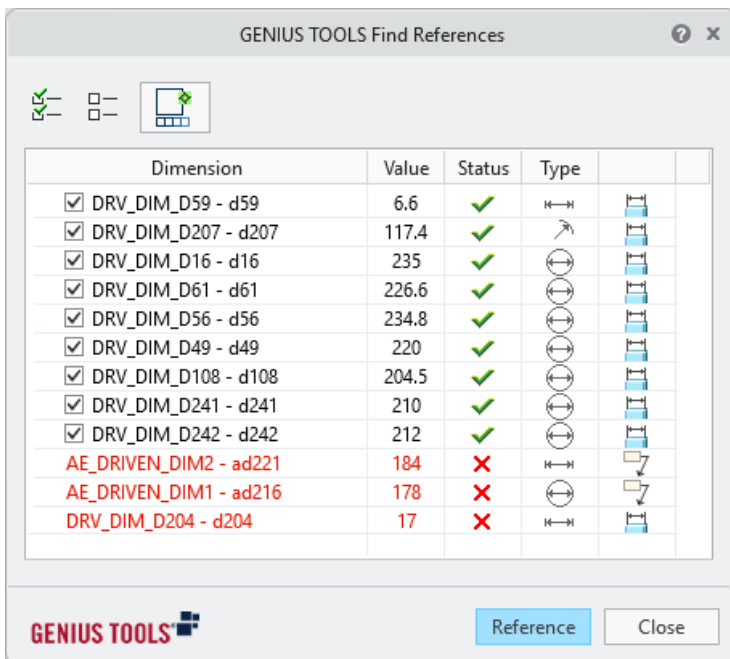 GENIUS TOOLS Find References
Dimension Value Status Type
DRV_DIM_D59 - d59 6.6
DRV_DIM_D207 - d207 117.4
DRV_DIM_D16 - d16 235
DRV_DIM_D61 - d61 226.6
DRV_DIM_D56 - d56 234.8
DRV_DIM_D49 - d49 220
DRV_DIM_D108 - d108 204.5
DRV_DIM_D241 - d241 210
DRV_DIM_D242 - d242 212
AE_DRIVEN_DIM2 - ad221 184
AE_DRIVEN_DIM1 - ad216 178
DRV_DIM_D204 - d204 17
GENIUS TOOLS Reference Close